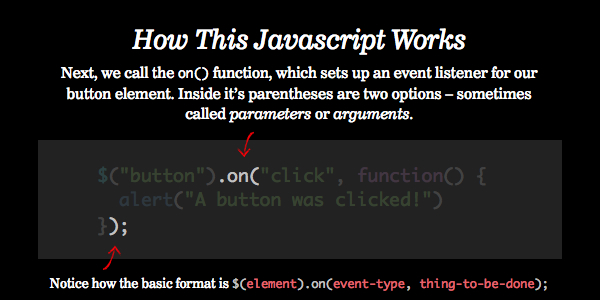 How This Javascript Works
Next, we call the on() function, which sets up an event listener for our
button element. Inside it’s parentheses are two options – sometimes
called parameters or arguments.
$("button").on("click", function() {
alert("A button was clicked!")
});
Notice how the basic format is $(element).on(event-type, thing-to-be-done);